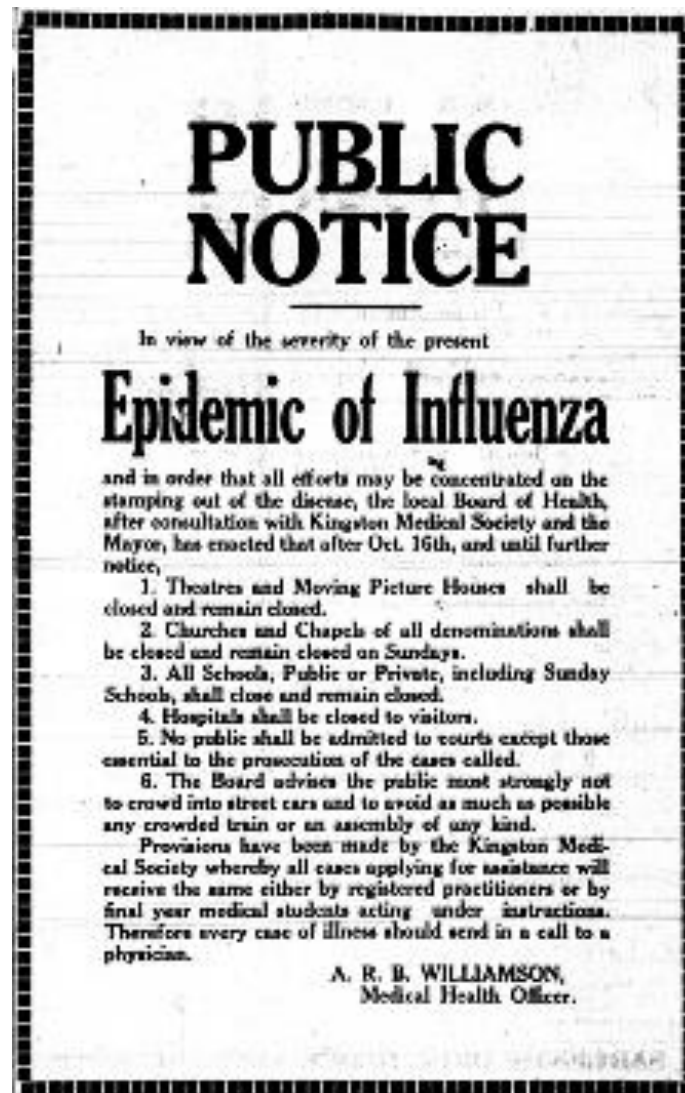 PUBLIC
NOTICE
In view of the severity of the present
Epidemic of Influenza
and in order that all efforts may be concentrated on the
stamping out of the disease, the local Board of Health,
after consultation with Kingston Medical Society and the
Mayor, has enacted that after Oct. 16th, and until further
notice,
1. Theatres and Moving Picture Houses shall be
closed and remain closed.
2. Churches and Chapels of all denominations shall
be closed and remain closed on Sundays.
3. All Schools, Public or Private, including Sunday
Schools, shall close and remain closed.
4. Hospitals shall be closed to visitors.
5. No public shall be admitted to courts except those
essential to the prosecution of the cases called.
6. The Board advises the public most strongly not
to crowd into street cars and to avoid as much as possible
any crowded train or an assembly of any kind.
Provisions have been made by the Kingston Medi-
cal Society whereby all cases applying for assistance will
receive the same either by registered practitioners or by
final year medical students acting under instructions.
Therefore every case of illness should send in a call to a
physician.
A. R. B. WILLIAMSON,
Medical Health Officer.